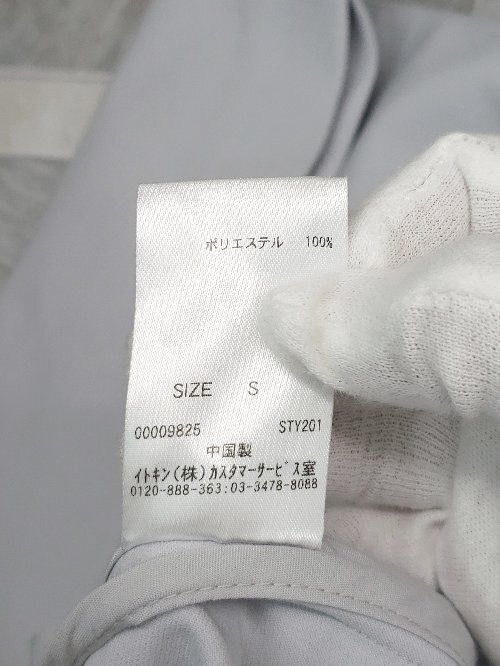 ポリエステル 100%
SIZE S
00009825 STY201
中国製
イトキン(株)カスタマーサービス室
0120-888-363:03-3478-8088